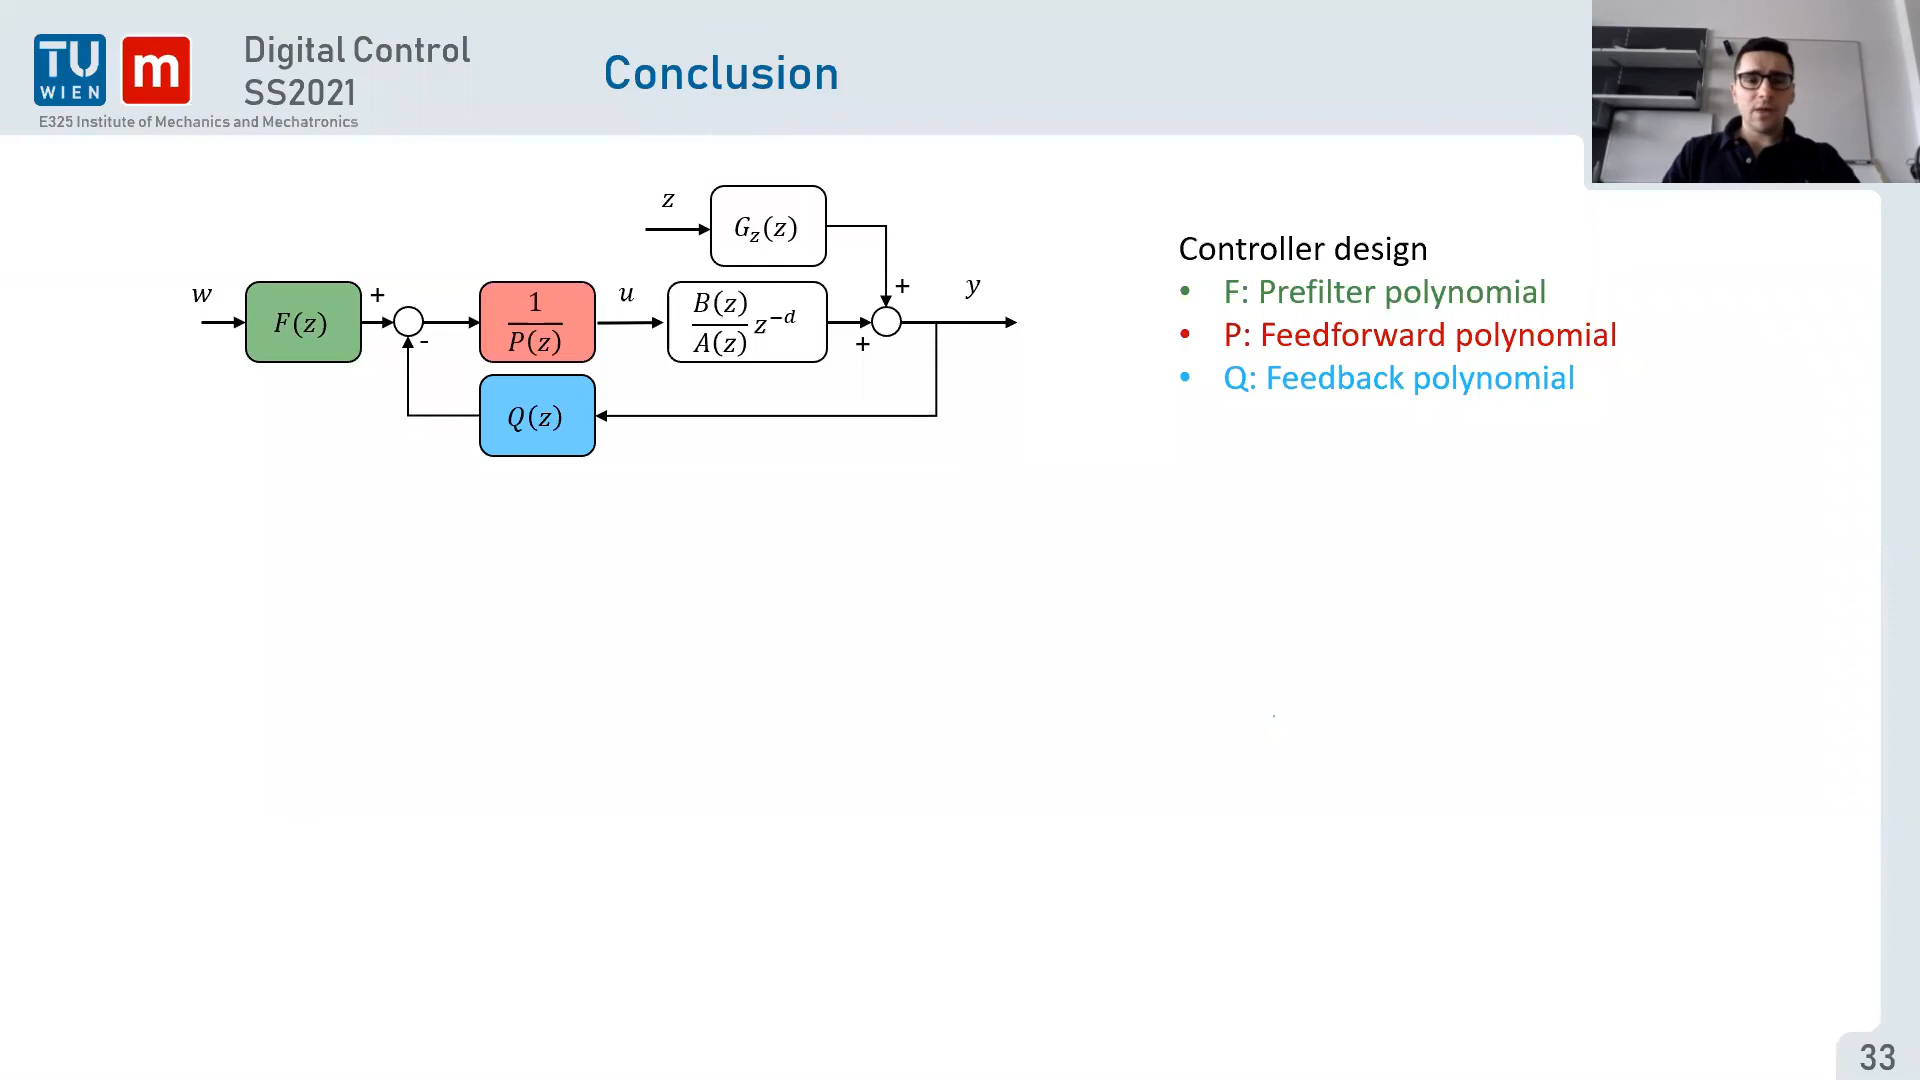 TU
WIEN
m
Digital Control
SS2021
E325 Institute of Mechanics and Mechatronics
Conclusion
z
G_z(z)
w
F(z)
+
-
1
P(z)
u
B(z)
A(z)
z^{-d}
+
+
y
Q(z)
Controller design
• F: Prefilter polynomial
• P: Feedforward polynomial
• Q: Feedback polynomial
33